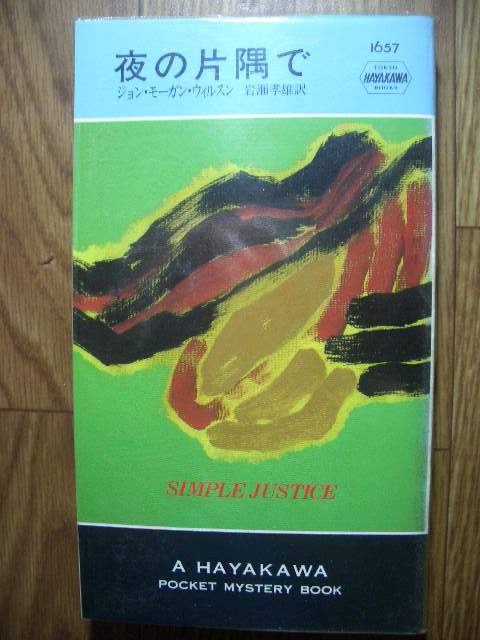 1657
夜の片隅で
TOKYO
HAYAKAWA
BOOKS
ジョン・モーガン・ウィルスン 岩瀬孝雄訳
SIMPLE JUSTICE
A HAYAKAWA
POCKET MYSTERY BOOK